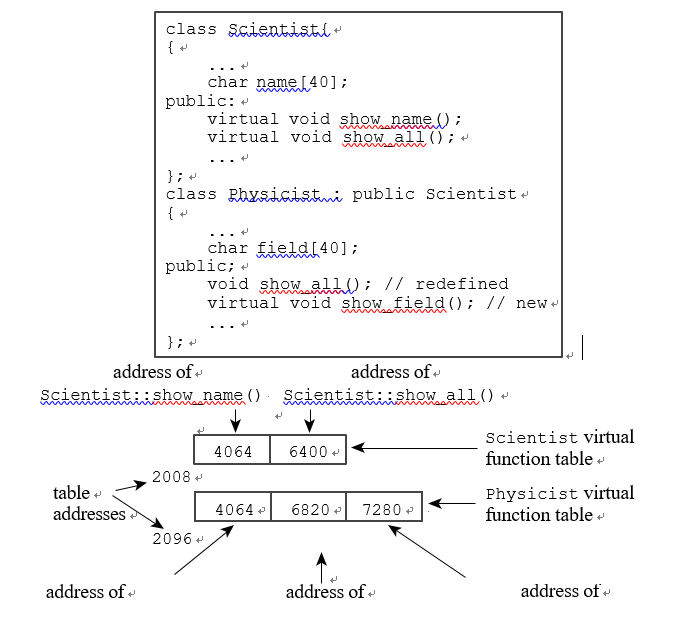 class Scientist{
{
...
char name[40];
public:
virtual void show_name();
virtual void show_all();
...
};
class Physicist : public Scientist
{
...
char field[40];
public;
void show_all(); // redefined
virtual void show_field(); // new
...
};
address of address of
Scientist::show_name() Scientist::show_all()
4064 6400
Scientist virtual
function table
2008
table
addresses
4064 6820 7280
Physicist virtual
function table
2096
address of address of address of